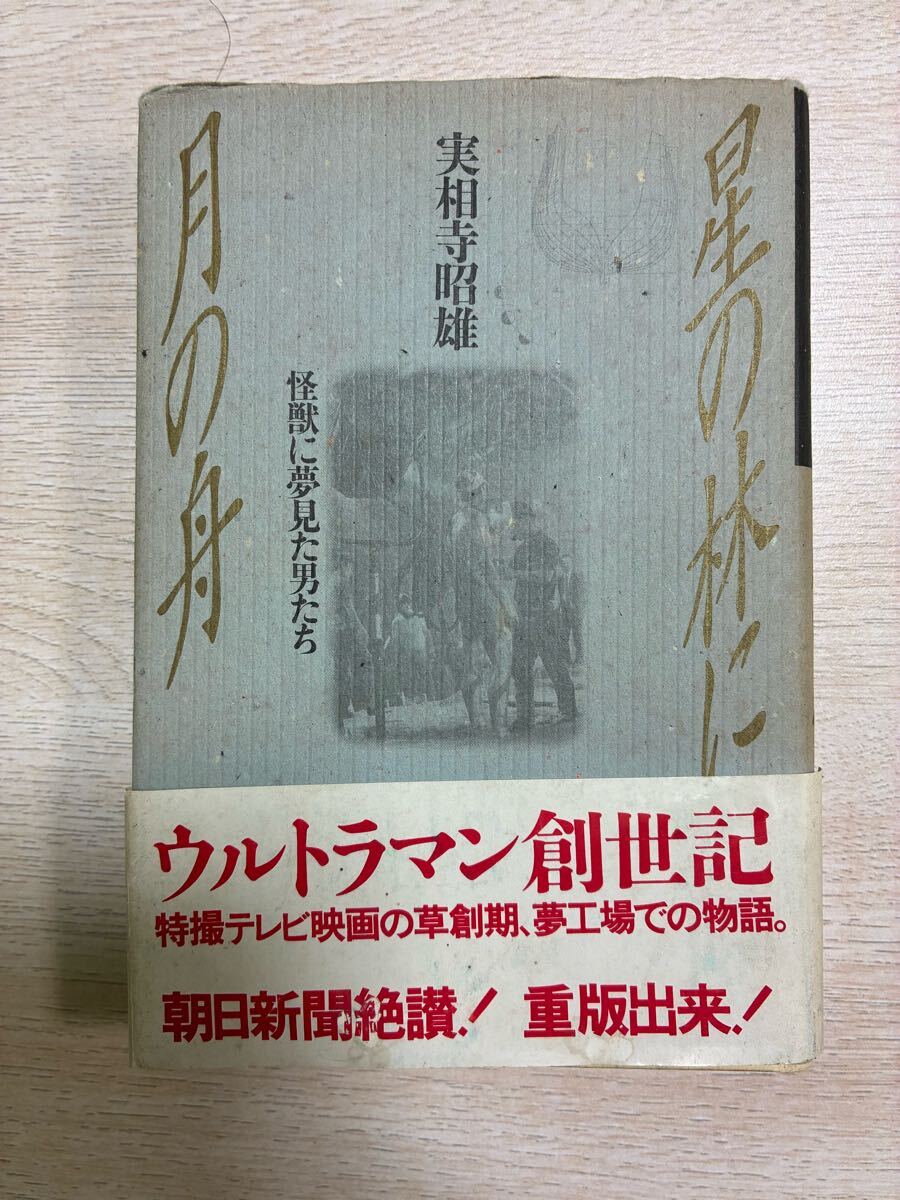 星の林に
月の舟
実相寺昭雄
怪獣に夢見た男たち
ウルトラマン創世記
特撮テレビ映画の草創期、夢工場での物語。
朝日新聞絶讃！ 重版出来！